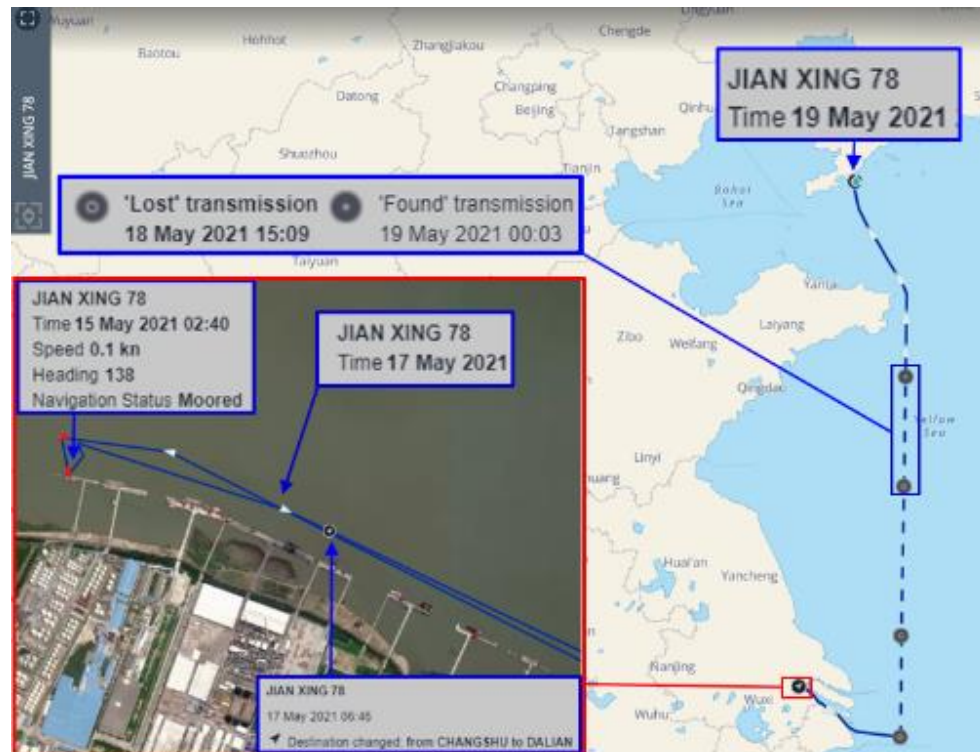 Hohhot
Baotou
Zhangjiakou
Chengde
Datong
Changping
Beijing
Tangshan
Tianjin
Shuozhou
Taiyuan
JIAN XING 78
JIAN XING 78
Time 19 May 2021
'Lost' transmission
18 May 2021 15:09
'Found' transmission
19 May 2021 00:03
Bohai
Sea
Yantai
Laiyang
Zibo
Weifang
Qingdao
Yellow
Sea
Linyi
Huai'an
Yancheng
Nanjing
Wuxi
Wuhu
JIAN XING 78
Time 15 May 2021 02:40
Speed 0.1 kn
Heading 138
Navigation Status Moored
JIAN XING 78
Time 17 May 2021
JIAN XING 78
17 May 2021 06:46
Destination changed: from CHANGSHU to DALIAN